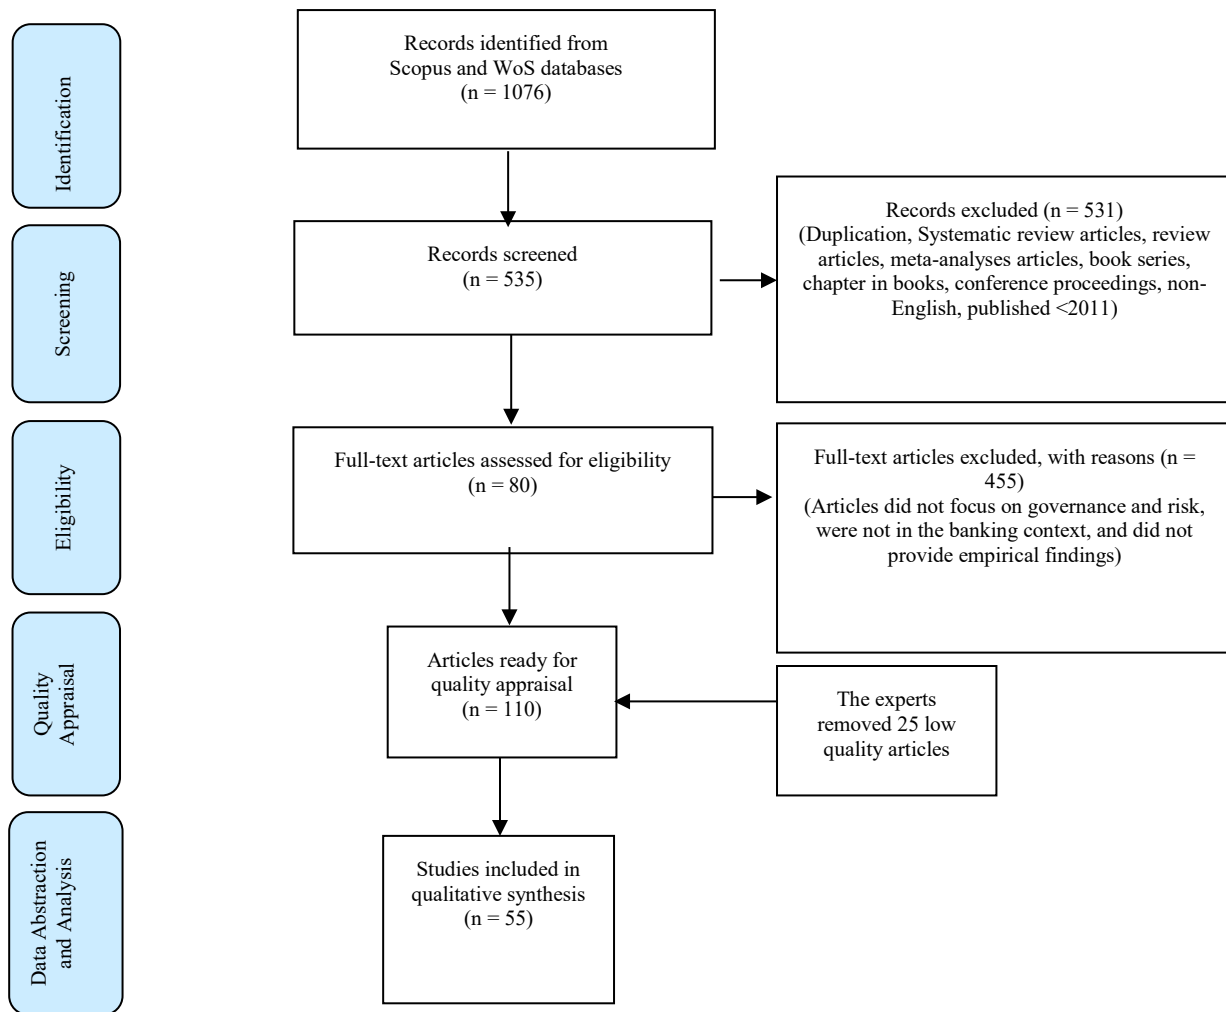 Identification
Records identified from
Scopus and WoS databases
(n = 1076)
Screening
Records screened
(n = 535)
Records excluded (n = 531)
(Duplication, Systematic review articles, review
articles, meta-analyses articles, book series,
chapter in books, conference proceedings, non-
English, published <2011)
Eligibility
Full-text articles assessed for eligibility
(n = 80)
Full-text articles excluded, with reasons (n =
455)
(Articles did not focus on governance and risk,
were not in the banking context, and did not
provide empirical findings)
Quality
Appraisal
Articles ready for
quality appraisal
(n = 110)
The experts
removed 25 low
quality articles
Data Abstraction
and Analysis
Studies included in
qualitative synthesis
(n = 55)